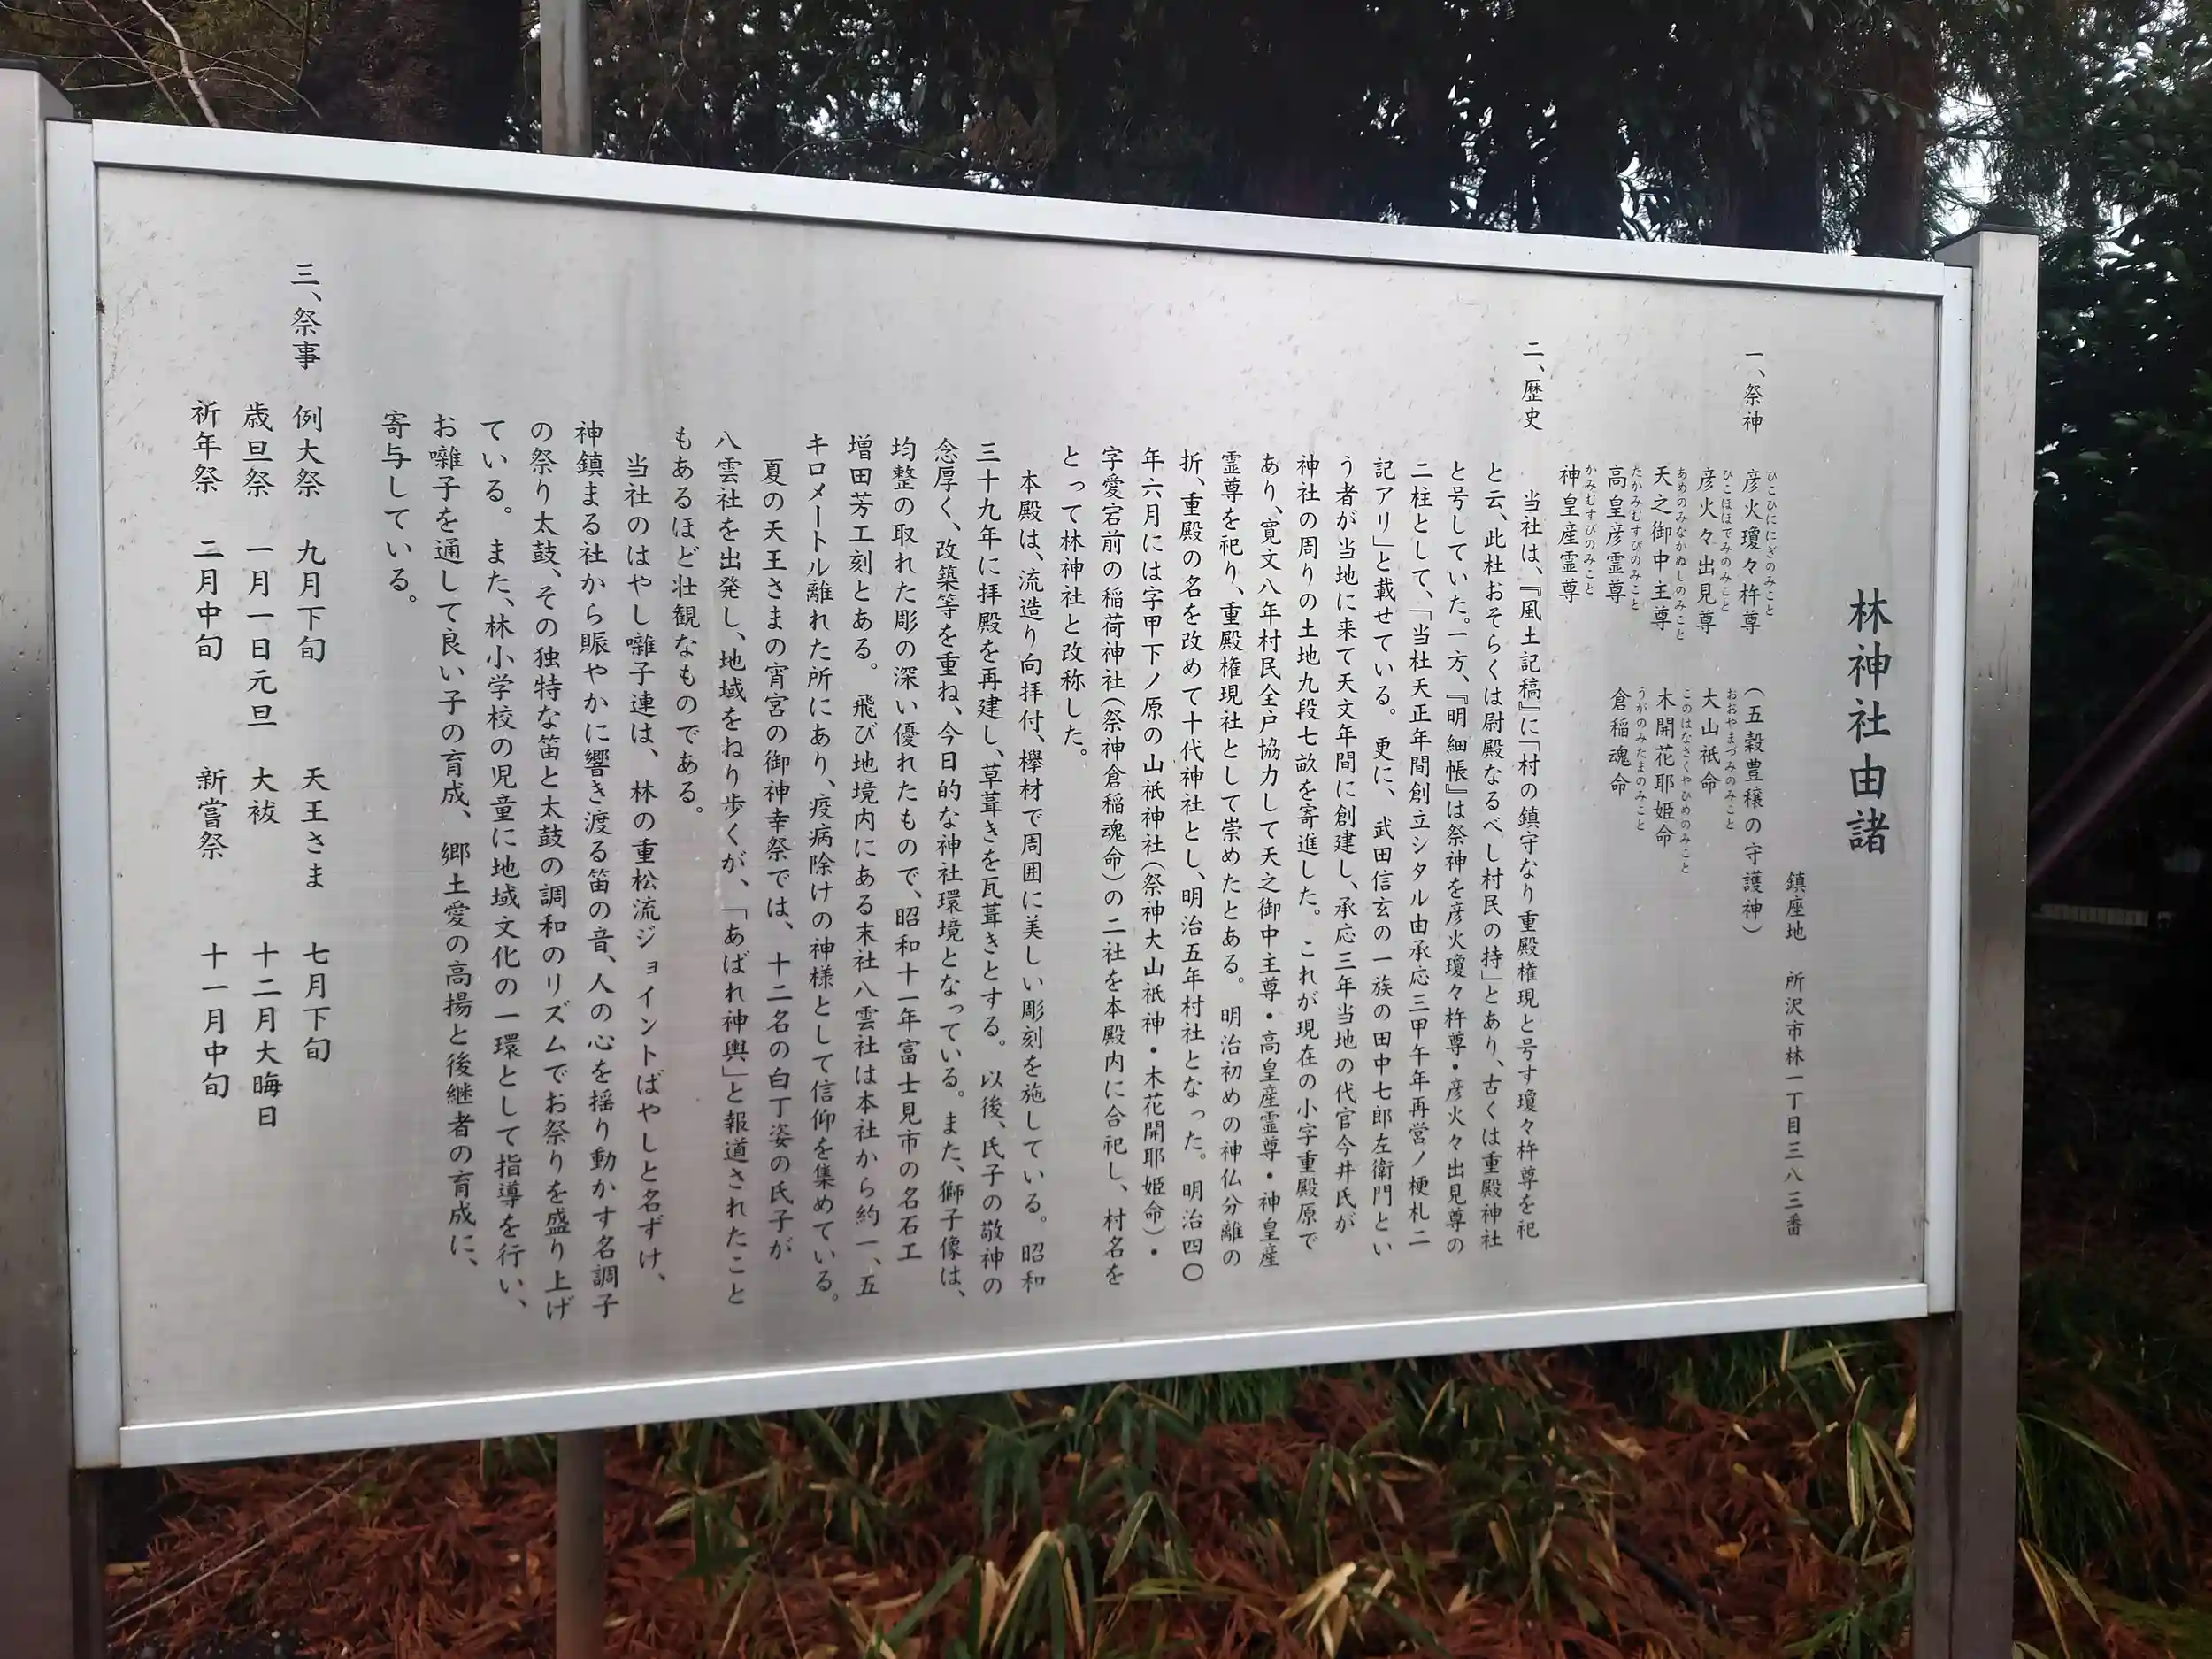 林神社由諸
鎮座地 所沢市林一丁目三八三番
一、祭神 彦火瓊々杵尊 (五穀豊穣の守護神)
ひこひににぎのみこと
彦火々出見尊 大山祇命
ひこほほでみのみこと おおやまづみのみこと
天之御中主尊 木開花耶姫命
あめのみなかぬしのみこと このはなさくやひめのみこと
高皇彦霊尊 倉稲魂命
たかみむすびのみこと うがのみたまのみこと
神皇産霊尊
かみむすびのみこと
二、歴史 当社は、『風土記稿』に「村の鎮守なり重殿権現と号す瓊々杵尊を祀
と云、此社おそらくは尉殿なるべし村民の持」とあり、古くは重殿神社
と号していた。一方、『明細帳』は祭神を彦火瓊々杵尊・彦火々出見尊の
二柱として、「当社天正年間創立シタル由承応三甲午年再営ノ梗札ニ
記アリ」と載せている。更に、武田信玄の一族の田中七郎左衛門とい
う者が当地に来て天文年間に創建し、承応三年当地の代官今井氏が
神社の周りの土地九段七畝を寄進した。これが現在の小字重殿原で
あり、寛文八年村民全戸協力して天之御中主尊・高皇産霊尊・神皇産
霊尊を祀り、重殿権現社として崇めたとある。明治初めの神仏分離の
折、重殿の名を改めて十代神社とし、明治五年村社となった。明治四〇
年六月には字甲下ノ原の山祇神社(祭神大山祇神・木花開耶姫命)・
字愛宕前の稲荷神社(祭神倉稲魂命)の二社を本殿内に合祀し、村名を
とって林神社と改称した。
本殿は、流造り向拝付、欅材で周囲に美しい彫刻を施している。昭和
三十九年に拝殿を再建し、草葺きを瓦葺きとする。以後、氏子の敬神の
念厚く、改築等を重ね、今日的な神社環境となっている。また、獅子像は、
均整の取れた彫の深い優れたもので、昭和十一年富士見市の名石工
増田芳工刻とある。飛び地境内にある末社八雲社は本社から約一、五
キロメートル離れた所にあり、疫病除けの神様として信仰を集めている。
夏の天王さまの宵宮の御神幸祭では、十二名の白丁姿の氏子が
八雲社を出発し、地域をねり歩くが、「あばれ神輿」と報道されたこと
もあるほど壮観なものである。
当社のはやし囃子連は、林の重松流ジョイントばやしと名ずけ、
神鎮まる社から賑やかに響き渡る笛の音、人の心を揺り動かす名調子
の祭り太鼓、その独特な笛と太鼓の調和のリズムでお祭りを盛り上げ
ている。また、林小学校の児童に地域文化の一環として指導を行い、
お囃子を通して良い子の育成、郷土愛の高揚と後継者の育成に、
寄与している。
三、祭事 例大祭 九月下旬 天王さま 七月下旬
歳旦祭 一月一日元旦 大祓 十二月大晦日
祈年祭 二月中旬 新嘗祭 十一月中旬